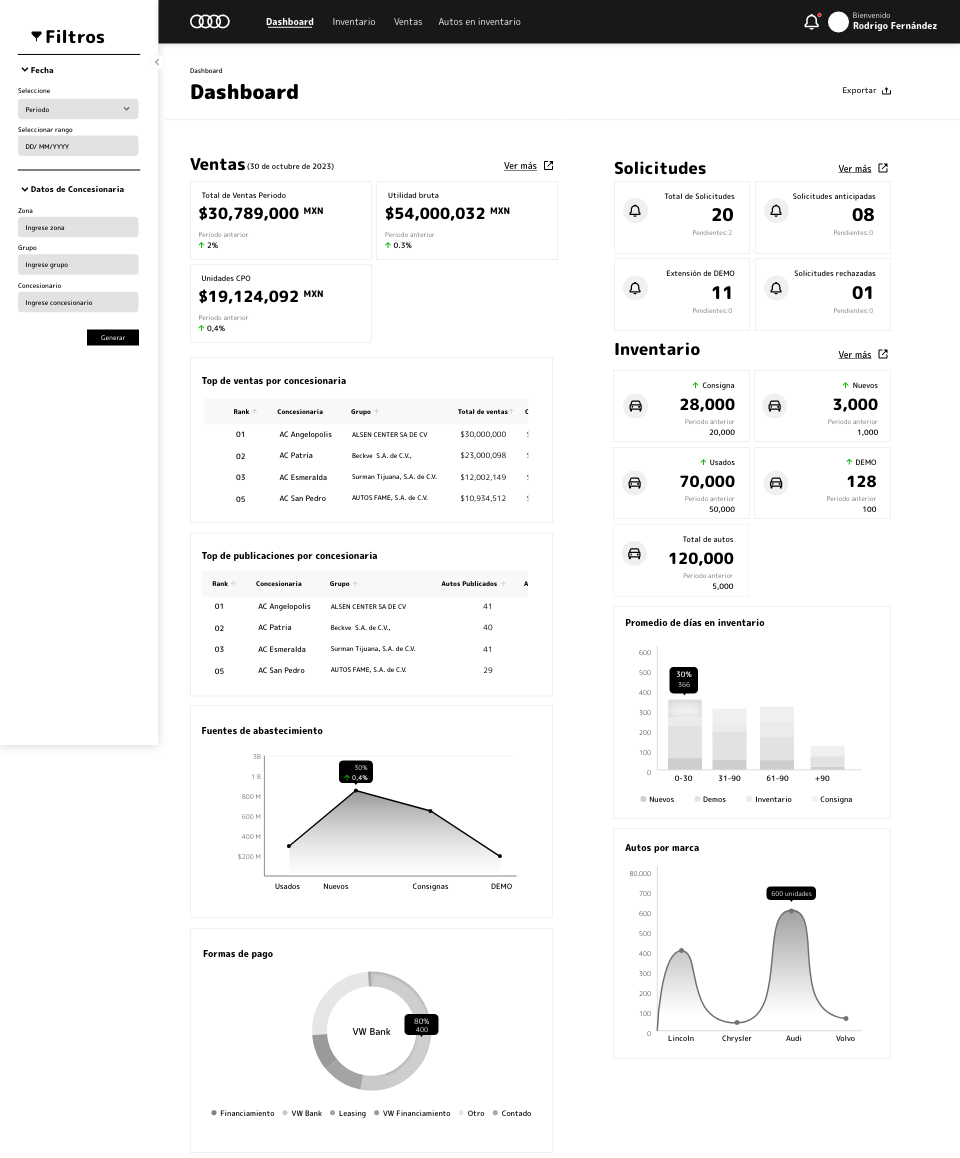 Filtros
Fecha
Seleccione
Periodo
Seleccionar rango
DD/ MM/YYYY
Datos de Concesionaria
Zona
Ingrese zona
Grupo
Ingrese grupo
Concesionario
Ingrese concesionario
Generar
Dashboard Inventario Ventas Autos en inventario
Bienvenido
Rodrigo Fernández
Dashboard
Dashboard
Exportar
Ventas (30 de octubre de 2023) Ver más
Total de Ventas Periodo
$30,789,000 MXN
Periodo anterior
2%
Utilidad bruta
$54,000,032 MXN
Periodo anterior
0.3%
Unidades CPO
$19,124,092 MXN
Periodo anterior
0,4%
Top de ventas por concesionaria
Rank Concesionaria Grupo Total de ventas C
01 AC Angelopolis ALSEN CENTER SA DE CV $30,000,000
02 AC Patria Beckve S.A. de C.V., $23,000,098
03 AC Esmeralda Surman Tijuana, S.A. de C.V. $12,002,149
05 AC San Pedro AUTOS FAME, S.A. de C.V. $10,934,512
Top de publicaciones por concesionaria
Rank Concesionaria Grupo Autos Publicados A
01 AC Angelopolis ALSEN CENTER SA DE CV 41
02 AC Patria Beckve S.A. de C.V., 40
03 AC Esmeralda Surman Tijuana, S.A. de C.V. 41
05 AC San Pedro AUTOS FAME, S.A. de C.V. 29
Fuentes de abastecimiento
3B
1 B
800 M
600 M
400 M
$200 M
30%
0,4%
Usados Nuevos Consignas DEMO
Formas de pago
VW Bank
80%
400
Financiamiento VW Bank Leasing VW Financiamiento Otro Contado
Solicitudes Ver más
Total de Solicitudes
20
Pendientes:2
Solicitudes anticipadas
08
Pendientes:0
Extensión de DEMO
11
Pendientes:0
Solicitudes rechazadas
01
Pendientes:0
Inventario Ver más
Consigna
28,000
Periodo anterior
20,000
Nuevos
3,000
Periodo anterior
1,000
Usados
70,000
Periodo anterior
50,000
DEMO
128
Periodo anterior
100
Total de autos
120,000
Periodo anterior
5,000
Promedio de días en inventario
600
500
400
300
200
100
0
30%
366
0-30 31-90 61-90 +90
Nuevos Demos Inventario Consigna
Autos por marca
80,000
700
600
500
400
300
200
100
0
600 unidades
Lincoln Chrysler Audi Volvo